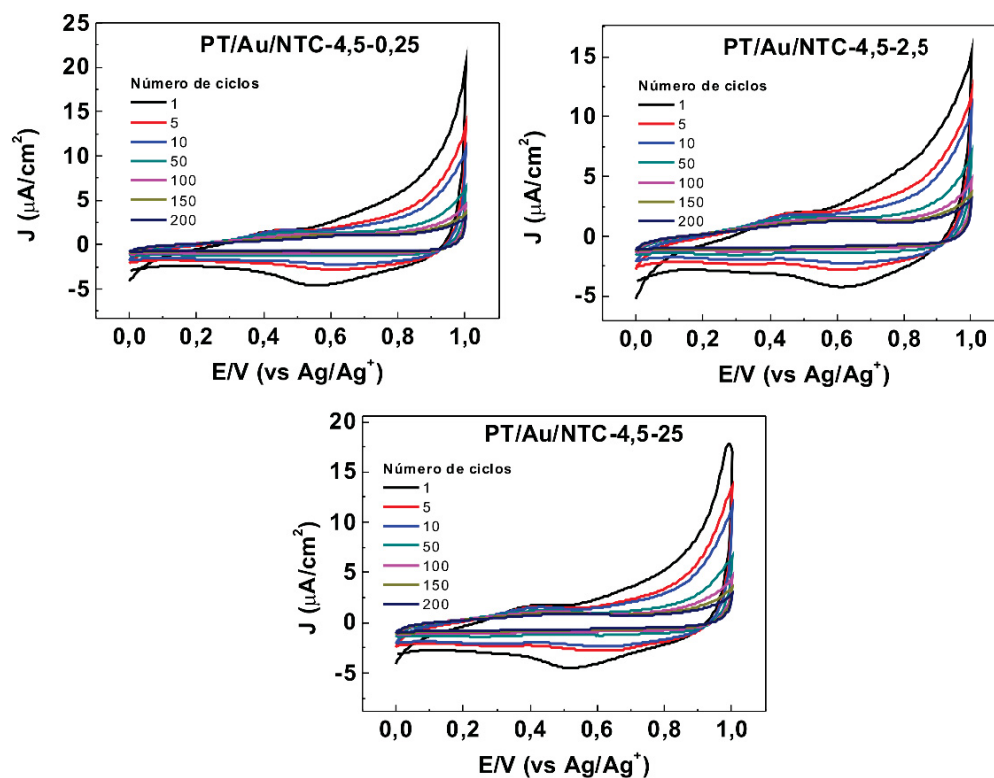 PT/Au/NTC-4,5-0,25
Número de ciclos
1
5
10
50
100
150
200
25
20
15
10
5
0
-5
J (µA/cm²)
0,0 0,2 0,4 0,6 0,8 1,0
E/V (vs Ag/Ag⁺)
PT/Au/NTC-4,5-2,5
Número de ciclos
1
5
10
50
100
150
200
15
10
5
0
-5
J (µA/cm²)
0,0 0,2 0,4 0,6 0,8 1,0
E/V (vs Ag/Ag⁺)
PT/Au/NTC-4,5-25
Número de ciclos
1
5
10
50
100
150
200
20
15
10
5
0
-5
J (µA/cm²)
0,0 0,2 0,4 0,6 0,8 1,0
E/V (vs Ag/Ag⁺)